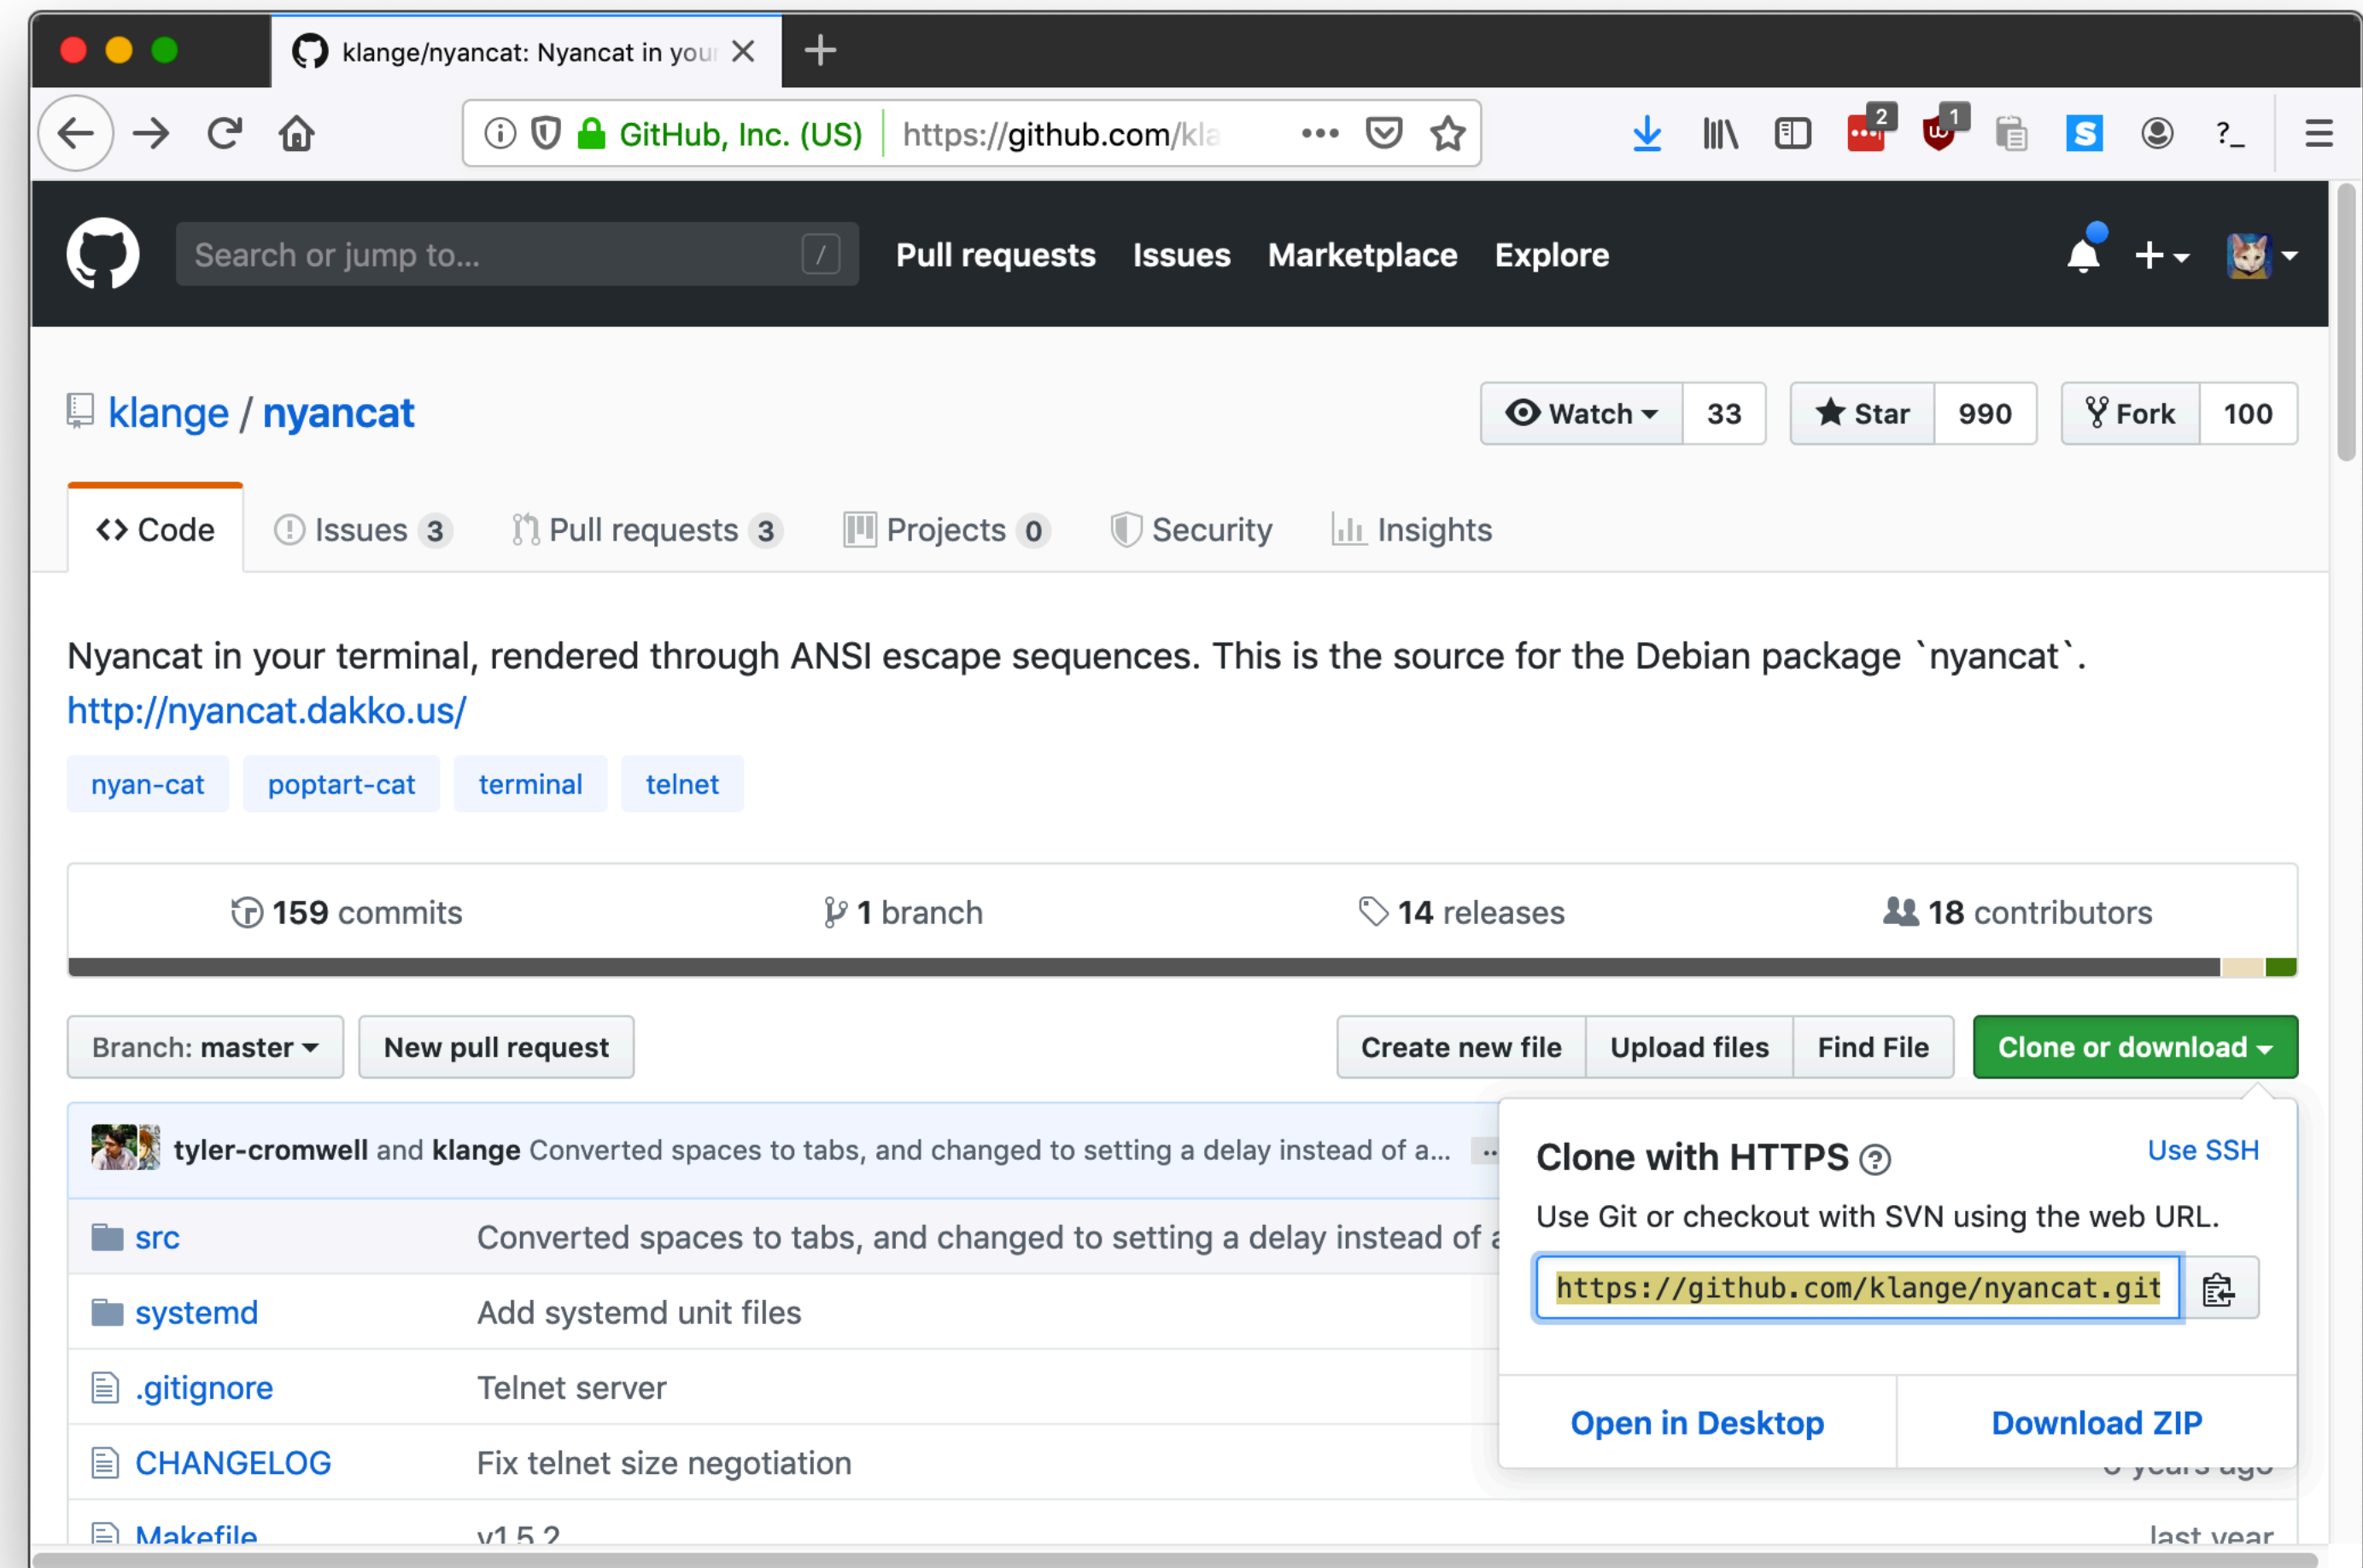 klange/nyancat: Nyancat in your
GitHub, Inc. (US) https://github.com/kla
2 1 S ?_
Search or jump to... / Pull requests Issues Marketplace Explore
klange / nyancat Watch 33 Star 990 Fork 100
<> Code Issues 3 Pull requests 3 Projects 0 Security Insights
Nyancat in your terminal, rendered through ANSI escape sequences. This is the source for the Debian package `nyancat`.
http://nyancat.dakko.us/
nyan-cat poptart-cat terminal telnet
159 commits 1 branch 14 releases 18 contributors
Branch: master New pull request Create new file Upload files Find File Clone or download
tyler-cromwell and klange Converted spaces to tabs, and changed to setting a delay instead of a...
Clone with HTTPS Use SSH
Use Git or checkout with SVN using the web URL.
https://github.com/klange/nyancat.git
Open in Desktop Download ZIP
src Converted spaces to tabs, and changed to setting a delay instead of a
systemd Add systemd unit files
.gitignore Telnet server
CHANGELOG Fix telnet size negotiation years ago
Makefile v1.5.2 last year